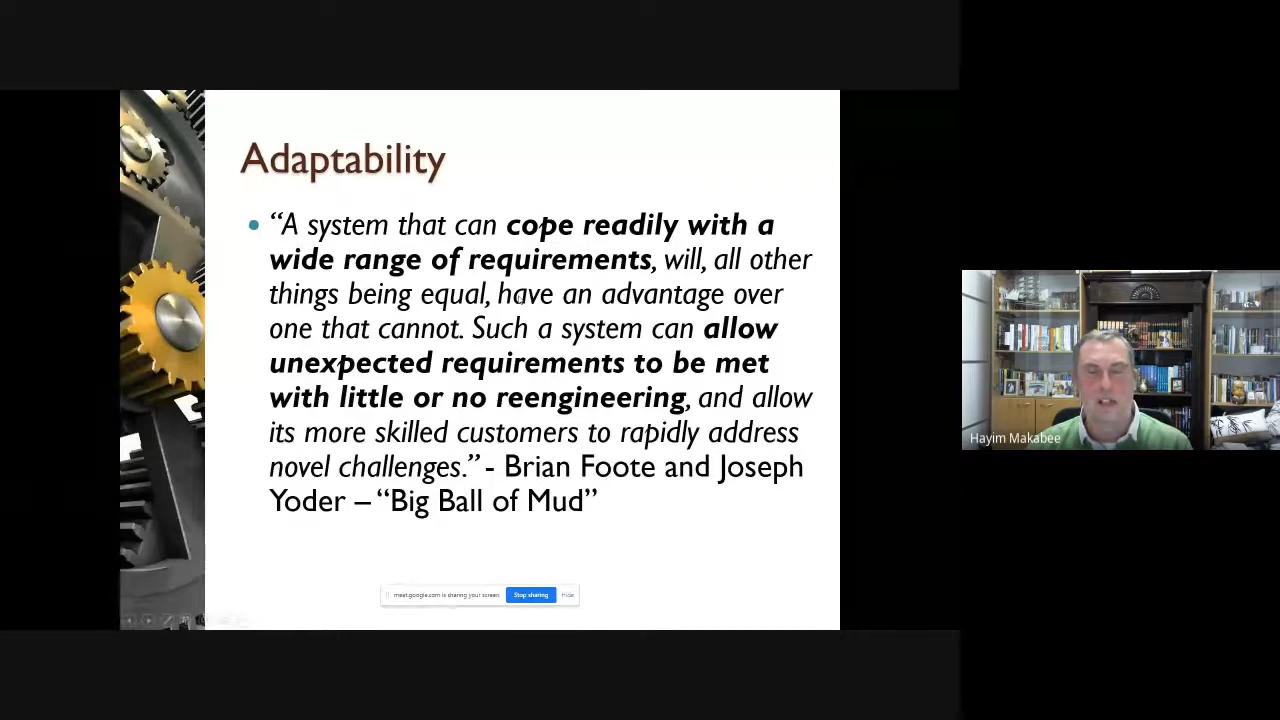 Adaptability
• “A system that can cope readily with a
wide range of requirements, will, all other
things being equal, have an advantage over
one that cannot. Such a system can allow
unexpected requirements to be met
with little or no reengineering, and allow
its more skilled customers to rapidly address
novel challenges.” - Brian Foote and Joseph
Yoder – “Big Ball of Mud”
meet.google.com is sharing your screen. Stop sharing Hide
Hayim Makabee